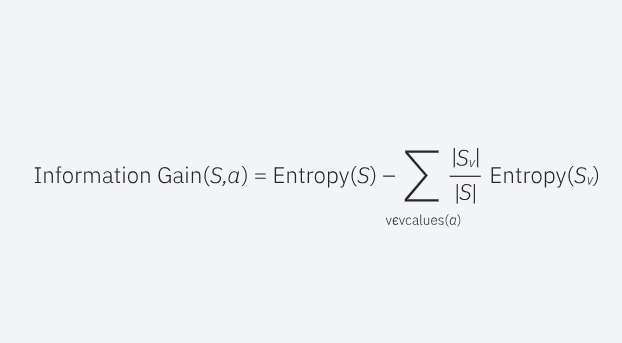 Information Gain(S,a) = Entropy(S) – ∑ |Sᵥ| / |S| Entropy(Sᵥ)
vϵvcalues(a)